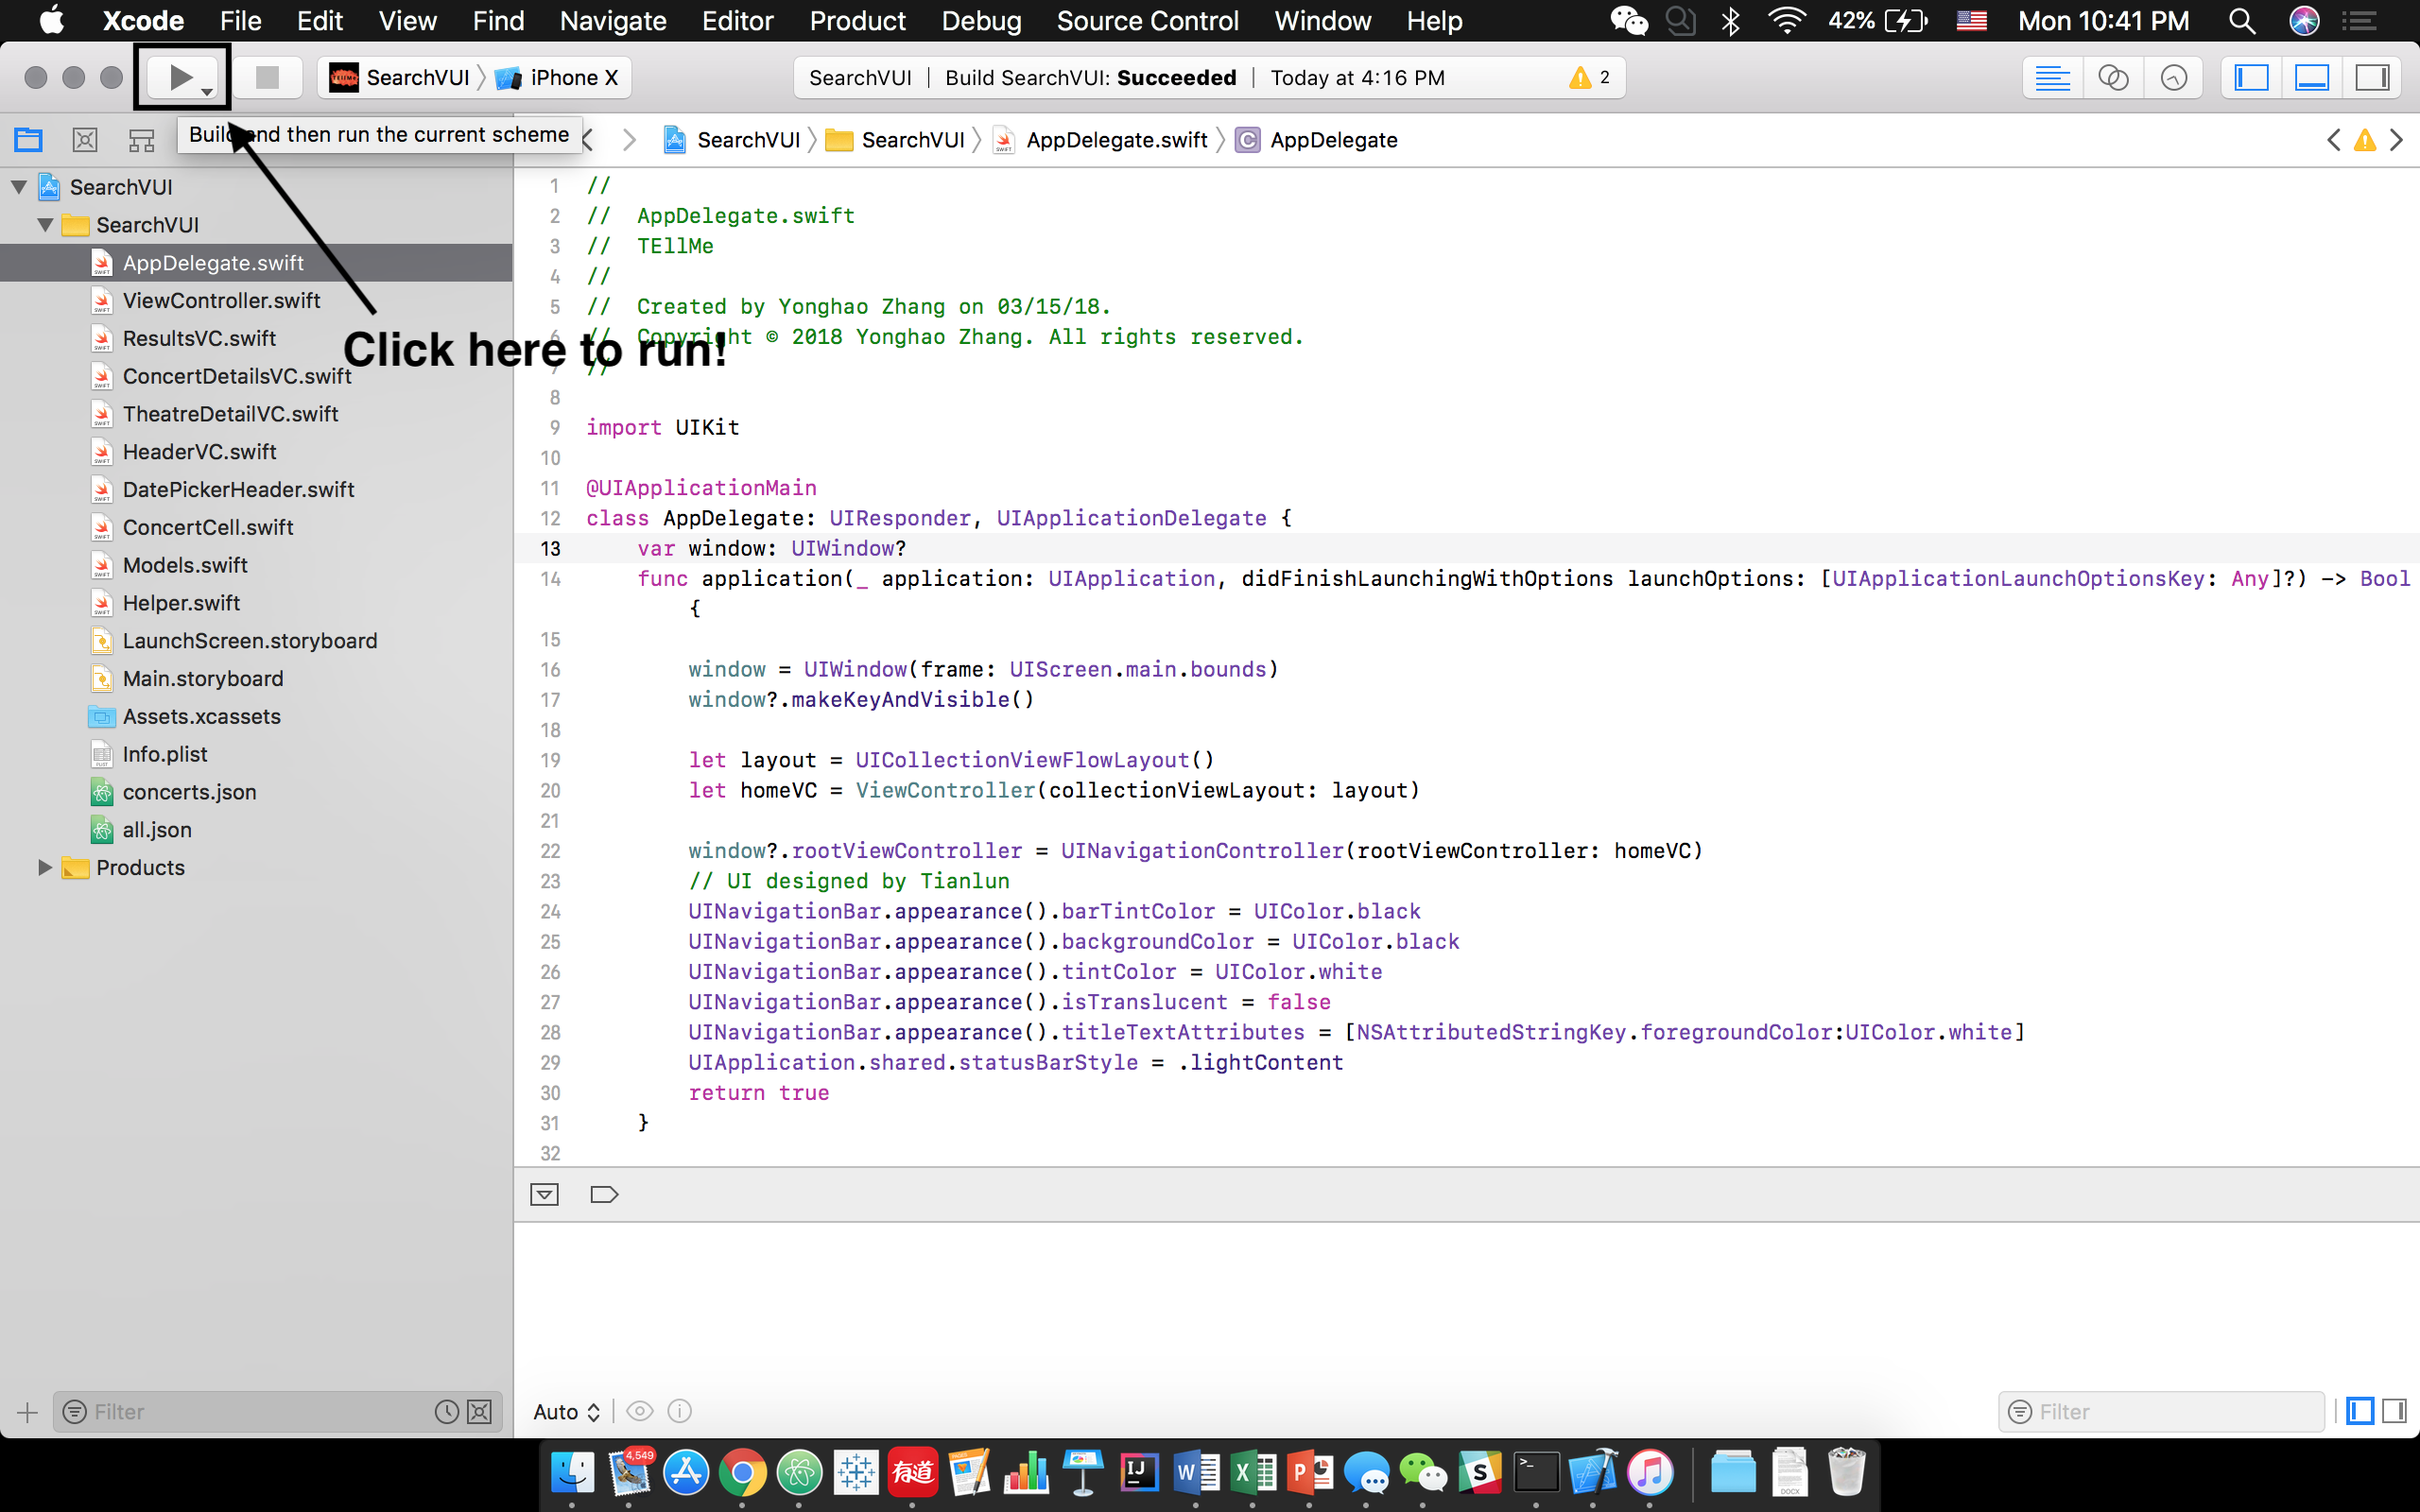 Xcode File Edit View Find Navigate Editor Product Debug Source Control Window Help 42% Mon 10:41 PM
SearchVUI iPhone X SearchVUI | Build SearchVUI: Succeeded | Today at 4:16 PM 2
Build and then run the current scheme
SearchVUI SearchVUI AppDelegate.swift C AppDelegate
SearchVUI
SearchVUI
AppDelegate.swift
ViewController.swift
ResultsVC.swift
ConcertDetailsVC.swift
TheatreDetailVC.swift
HeaderVC.swift
DatePickerHeader.swift
ConcertCell.swift
Models.swift
Helper.swift
LaunchScreen.storyboard
Main.storyboard
Assets.xcassets
Info.plist
concerts.json
all.json
Products
Click here to run!
1 //
2 //  AppDelegate.swift
3 //  TEllMe
4 //
5 //  Created by Yonghao Zhang on 03/15/18.
6 //  Copyright © 2018 Yonghao Zhang. All rights reserved.
7 //
8
9 import UIKit
10
11 @UIApplicationMain
12 class AppDelegate: UIResponder, UIApplicationDelegate {
13     var window: UIWindow?
14     func application(_ application: UIApplication, didFinishLaunchingWithOptions launchOptions: [UIApplicationLaunchOptionsKey: Any]?) -> Bool
{
15
16         window = UIWindow(frame: UIScreen.main.bounds)
17         window?.makeKeyAndVisible()
18
19         let layout = UICollectionViewFlowLayout()
20         let homeVC = ViewController(collectionViewLayout: layout)
21
22         window?.rootViewController = UINavigationController(rootViewController: homeVC)
23         // UI designed by Tianlun
24         UINavigationBar.appearance().barTintColor = UIColor.black
25         UINavigationBar.appearance().backgroundColor = UIColor.black
26         UINavigationBar.appearance().tintColor = UIColor.white
27         UINavigationBar.appearance().isTranslucent = false
28         UINavigationBar.appearance().titleTextAttributes = [NSAttributedStringKey.foregroundColor:UIColor.white]
29         UIApplication.shared.statusBarStyle = .lightContent
30         return true
31     }
32
Filter
Auto
Filter
4,549
有道
IJ
W
X
P
S
DOCX